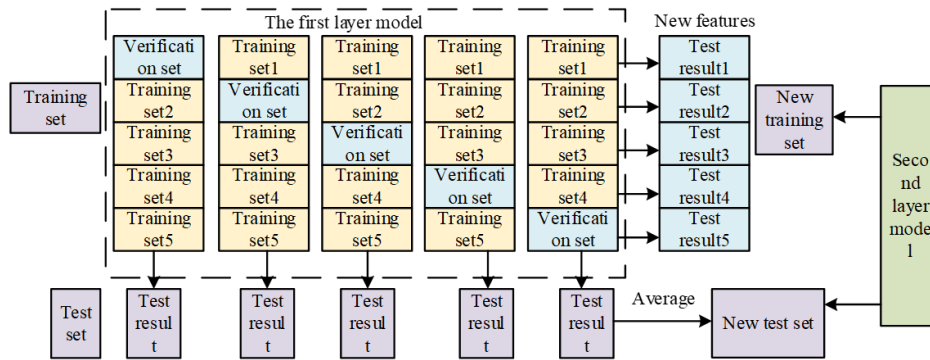 The first layer model
New features
Training
set
Verificati
on set
Training
set2
Training
set3
Training
set4
Training
set5
Training
set1
Verificati
on set
Training
set3
Training
set4
Training
set5
Training
set1
Training
set2
Verificati
on set
Training
set4
Training
set5
Training
set1
Training
set2
Training
set3
Verificati
on set
Training
set5
Training
set1
Training
set2
Training
set3
Training
set4
Verificati
on set
Test
result1
Test
result2
Test
result3
Test
result4
Test
result5
New
training
set
Seco
nd
layer
mode
l
Test
set
Test
resul
t
Test
resul
t
Test
resul
t
Test
resul
t
Test
resul
t
Average
New test set